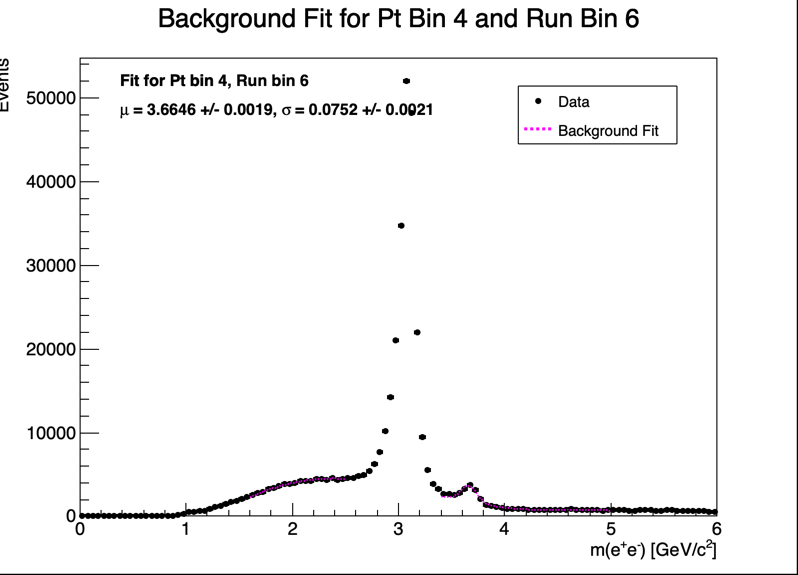 Background Fit for Pt Bin 4 and Run Bin 6
Events
Fit for Pt bin 4, Run bin 6
μ = 3.6646 +/- 0.0019, σ = 0.0752 +/- 0.0021
Data
Background Fit
50000
40000
30000
20000
10000
0
0 1 2 3 4 5 6
m(e⁺e⁻) [GeV/c²]